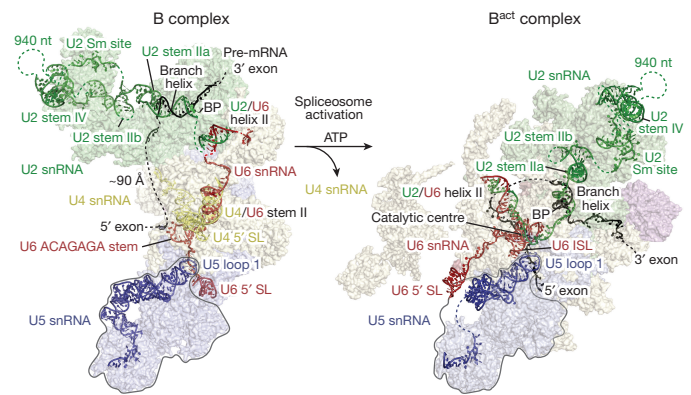 B complex
940 nt
U2 Sm site
U2 stem IIa
Pre-mRNA
3′ exon
Branch
helix
BP
U2/U6
helix II
U2 stem IV
U2 stem IIb
U2 snRNA
U6 snRNA
~90 Å
U4 snRNA
U4/U6 stem II
5′ exon
U4 5′ SL
U6 ACAGAGA stem
U5 loop 1
U6 5′ SL
U5 snRNA
Spliceosome
activation
ATP
U4 snRNA
Bact complex
940 nt
U2 snRNA
U2
stem IV
U2 stem IIb
U2
Sm site
U2 stem IIa
U2/U6 helix II
Branch
helix
Catalytic centre
BP
U6 snRNA
U6 ISL
3′ exon
U5 loop 1
U6 5′ SL
5′ exon
U5 snRNA